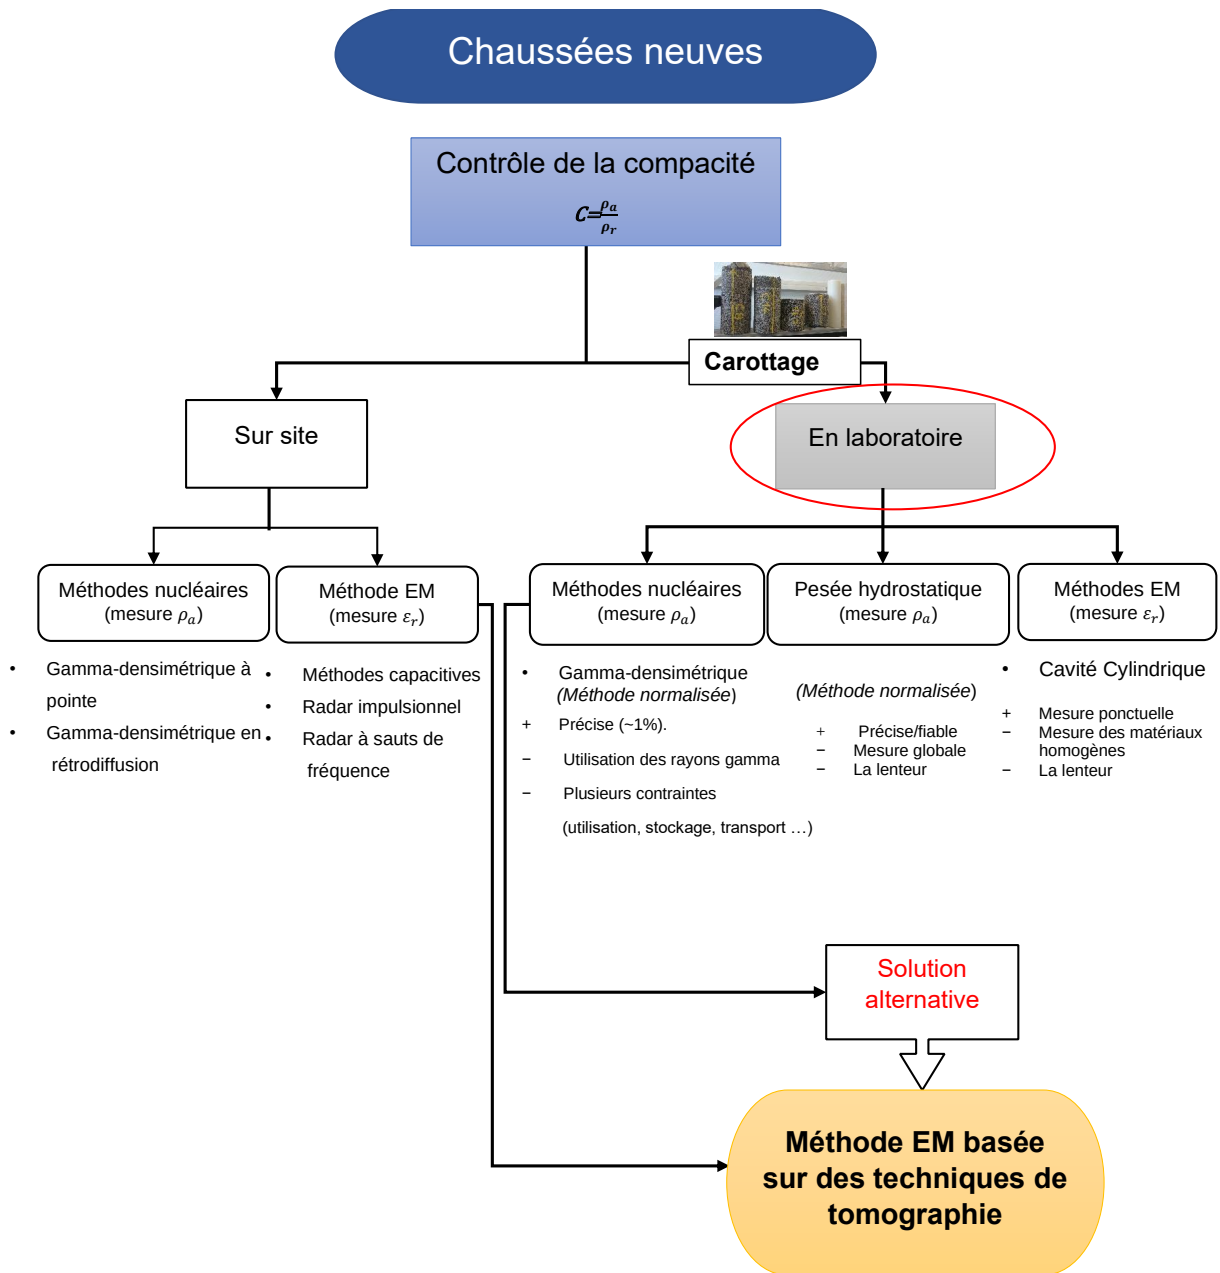 Chaussées neuves
Contrôle de la compacité
C=ρa/ρr
Carottage
Sur site
En laboratoire
Méthodes nucléaires
(mesure ρa)
Méthode EM
(mesure εr)
Méthodes nucléaires
(mesure ρa)
Pesée hydrostatique
(mesure ρa)
Méthodes EM
(mesure εr)
• Gamma-densimétrique à
pointe
• Gamma-densimétrique en
rétrodiffusion
• Méthodes capacitives
• Radar impulsionnel
• Radar à sauts de
fréquence
• Gamma-densimétrique
(Méthode normalisée)
+ Précise (~1%).
− Utilisation des rayons gamma
− Plusieurs contraintes
(utilisation, stockage, transport …)
(Méthode normalisée)
+ Précise/fiable
− Mesure globale
− La lenteur
• Cavité Cylindrique
+ Mesure ponctuelle
− Mesure des matériaux
homogènes
− La lenteur
Solution
alternative
Méthode EM basée
sur des techniques de
tomographie